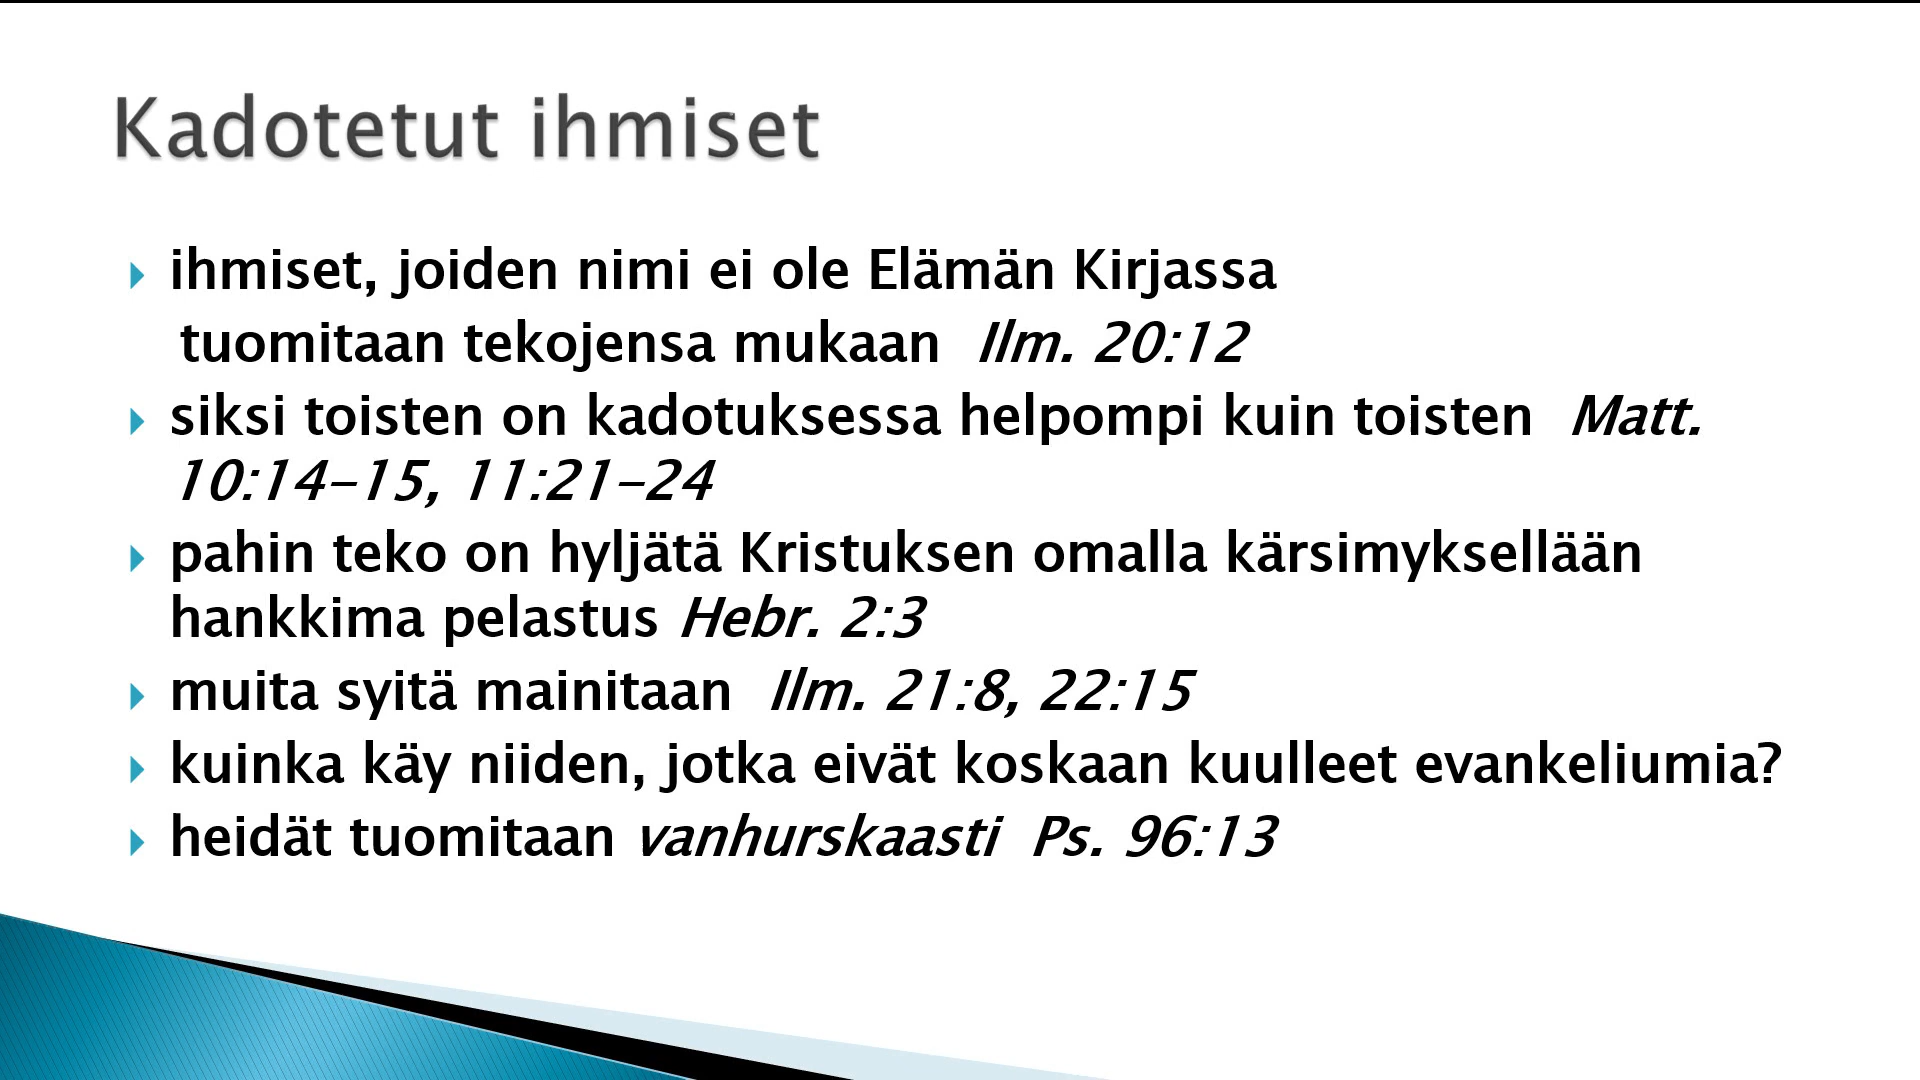 Kadotetut ihmiset
ihmiset, joiden nimi ei ole Elämän Kirjassa
tuomitaan tekojensa mukaan Ilm. 20:12
siksi toisten on kadotuksessa helpompi kuin toisten Matt.
10:14-15, 11:21-24
pahin teko on hyljätä Kristuksen omalla kärsimyksellään
hankkima pelastus Hebr. 2:3
muita syitä mainitaan Ilm. 21:8, 22:15
kuinka käy niiden, jotka eivät koskaan kuulleet evankeliumia?
heidät tuomitaan vanhurskaasti Ps. 96:13